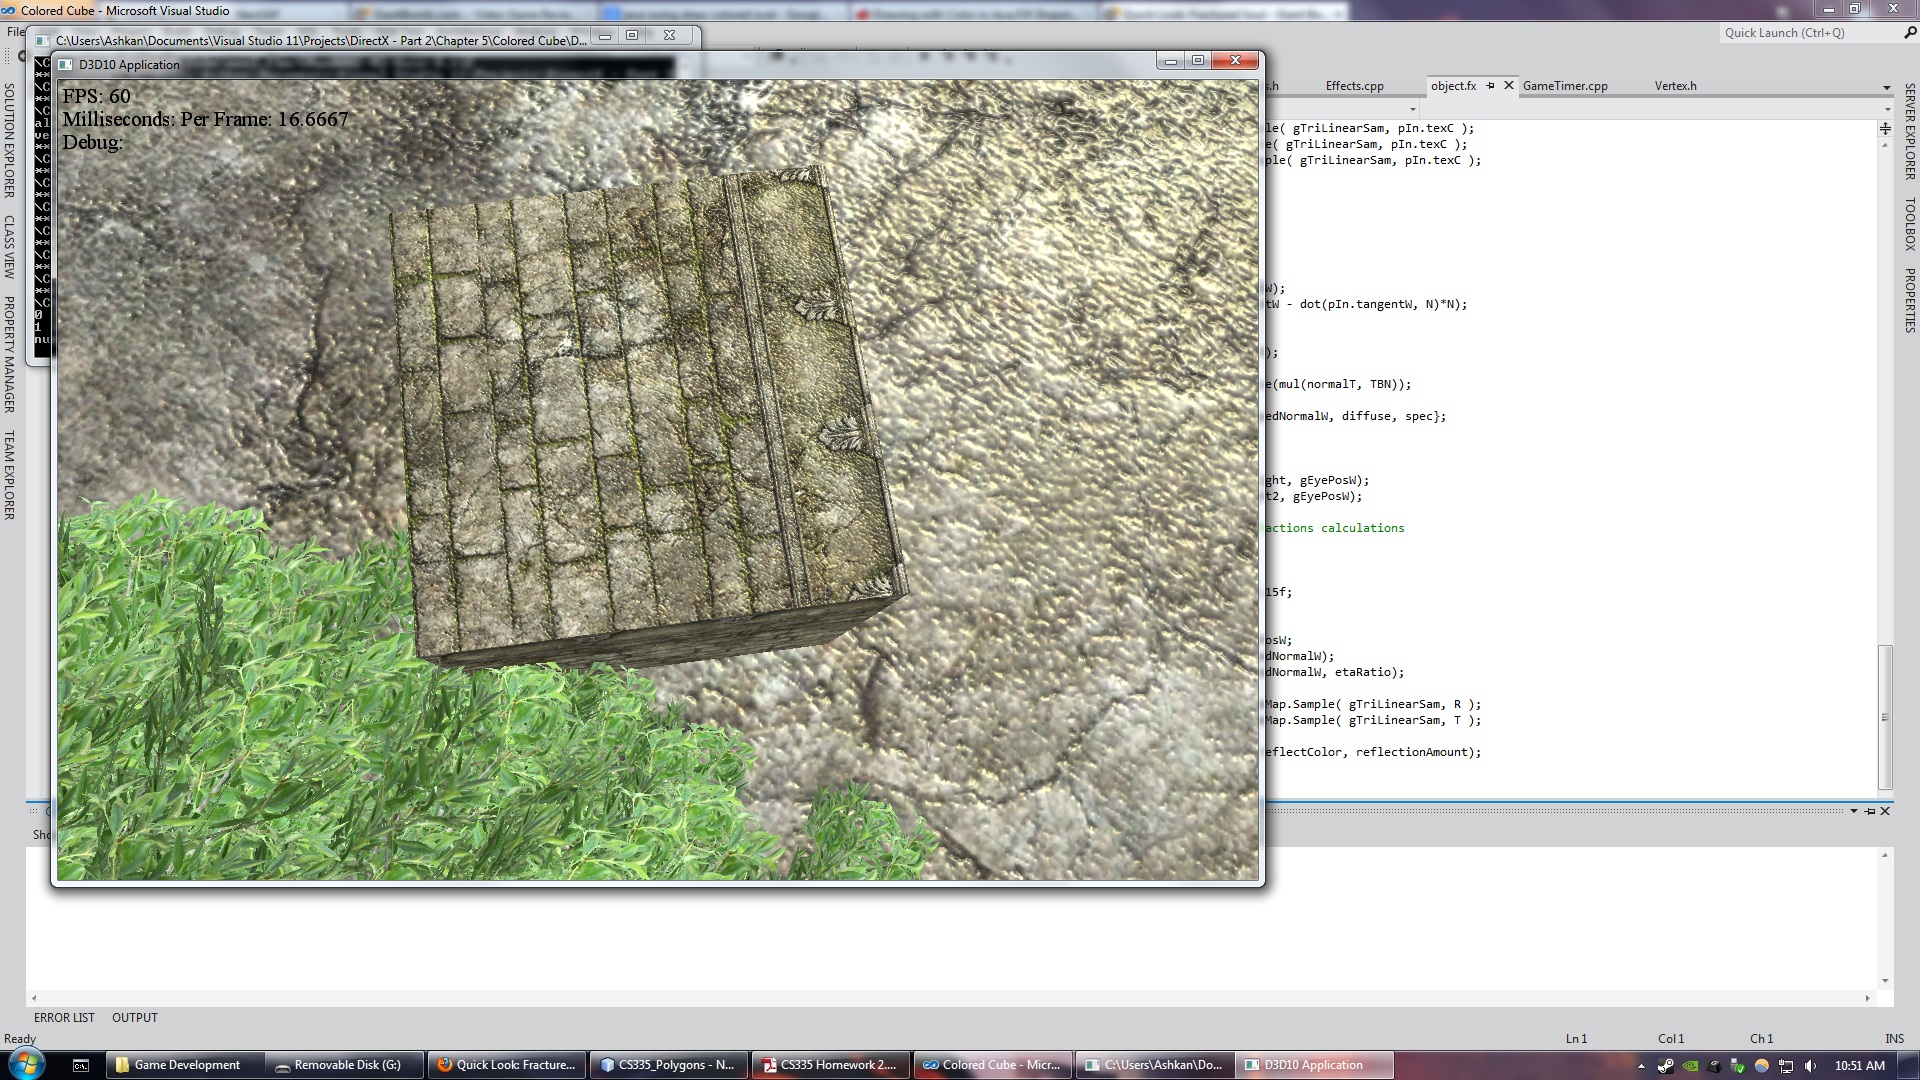 Colored Cube - Microsoft Visual Studio
Quick Launch (Ctrl+Q)
File
C:\Users\Ashkan\Documents\Visual Studio 11\Projects\DirectX - Part 2\Chapter 5\Colored Cube\D...
D3D10 Application
FPS: 60
Milliseconds: Per Frame: 16.6667
Debug:
s.h
Effects.cpp
object.fx
GameTimer.cpp
Vertex.h
le( gTriLinearSam, pIn.texC );
e( gTriLinearSam, pIn.texC );
ple( gTriLinearSam, pIn.texC );
W);
tW - dot(pIn.tangentW, N)*N);
);
e(mul(normalT, TBN));
edNormalW, diffuse, spec};
ght, gEyePosW);
t2, gEyePosW);
actions calculations
15f;
osW;
dNormalW);
dNormalW, etaRatio);
Map.Sample( gTriLinearSam, R );
Map.Sample( gTriLinearSam, T );
eflectColor, reflectionAmount);
SOLUTION EXPLORER
CLASS VIEW
PROPERTY MANAGER
TEAM EXPLORER
SERVER EXPLORER
TOOLBOX
PROPERTIES
ERROR LIST
OUTPUT
Ready
Ln 1
Col 1
Ch 1
INS
Game Development
Removable Disk (G:)
Quick Look: Fracture...
CS335_Polygons - N...
CS335 Homework 2....
Colored Cube - Micr...
C:\Users\Ashkan\Do...
D3D10 Application
10:51 AM